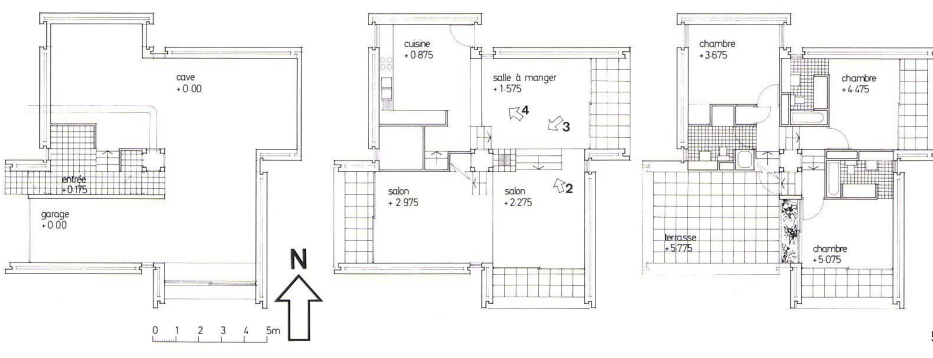 cave
+0.00
entrée
+0.175
garage
+0.00
0 1 2 3 4 5m
N
cuisine
+0.875
salle à manger
+1.575
4
3
2
salon
+2.975
salon
+2.275
chambre
+3.675
chambre
+4.475
terrasse
+5.775
chambre
+5.075